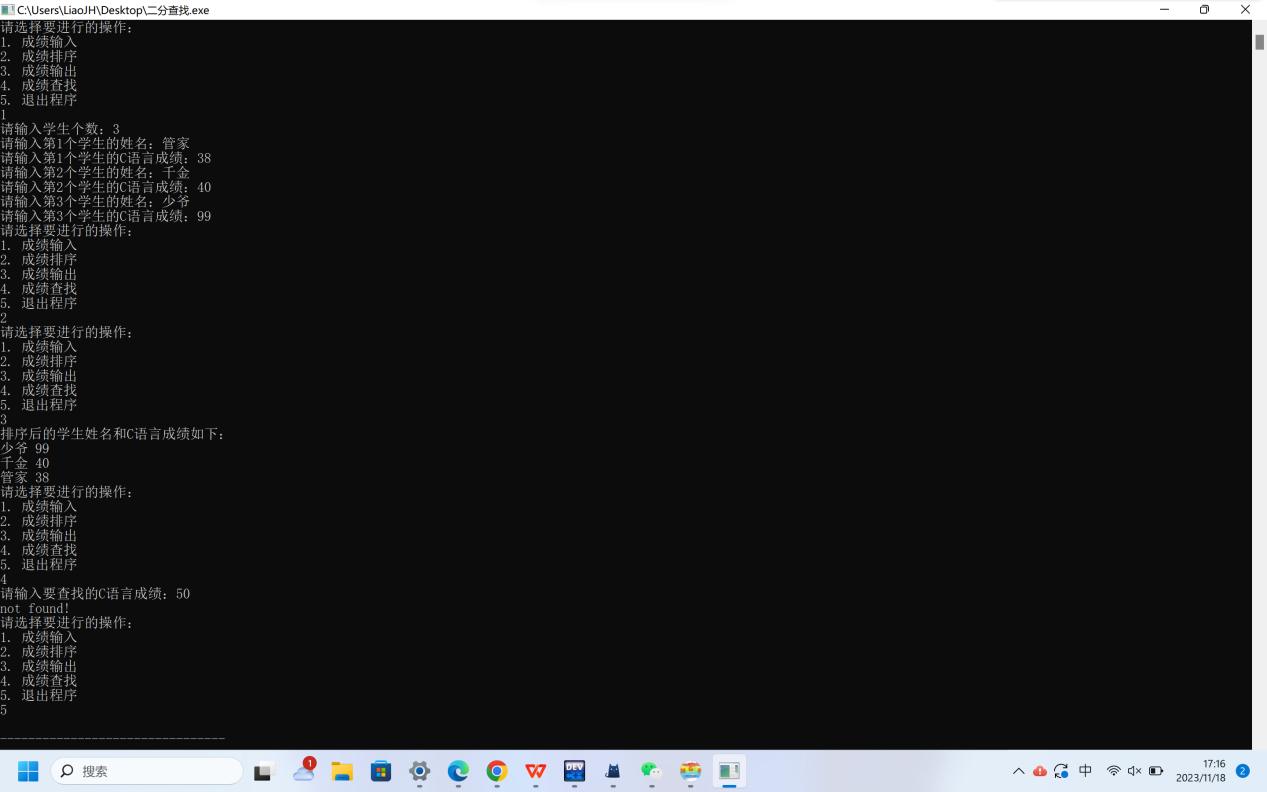 C:\Users\LiaoJH\Desktop\二分查找.exe
请选择要进行的操作：
1. 成绩输入
2. 成绩排序
3. 成绩输出
4. 成绩查找
5. 退出程序
1
请输入学生个数：3
请输入第1个学生的姓名：管家
请输入第1个学生的C语言成绩：38
请输入第2个学生的姓名：千金
请输入第2个学生的C语言成绩：40
请输入第3个学生的姓名：少爷
请输入第3个学生的C语言成绩：99
请选择要进行的操作：
1. 成绩输入
2. 成绩排序
3. 成绩输出
4. 成绩查找
5. 退出程序
2
请选择要进行的操作：
1. 成绩输入
2. 成绩排序
3. 成绩输出
4. 成绩查找
5. 退出程序
3
排序后的学生姓名和C语言成绩如下：
少爷 99
千金 40
管家 38
请选择要进行的操作：
1. 成绩输入
2. 成绩排序
3. 成绩输出
4. 成绩查找
5. 退出程序
4
请输入要查找的C语言成绩：50
not found!
请选择要进行的操作：
1. 成绩输入
2. 成绩排序
3. 成绩输出
4. 成绩查找
5. 退出程序
5
--------------------------------
搜索
1
DEV
中
17:16
2023/11/18
2